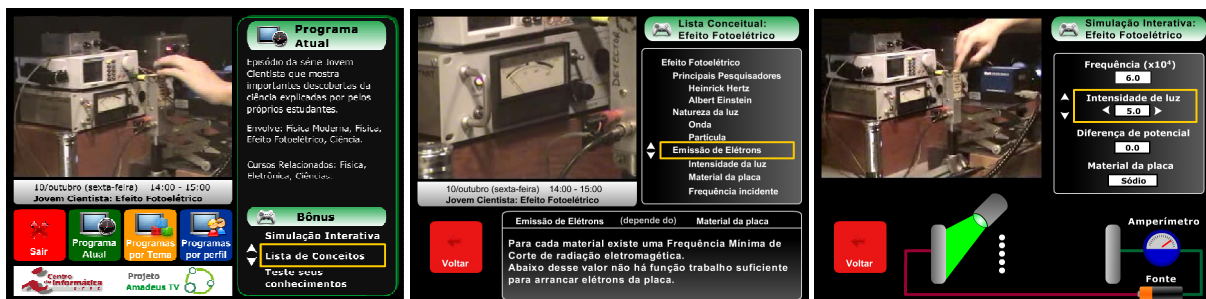 Programa
Atual
Episódio da série Jovem
Cientista que mostra
importantes descobertas da
ciência explicadas por pelos
próprios estudantes.
Envolve: Física Moderna, Física,
Efeito Fotoelétrico, Ciência.
Cursos Relacionados: Física,
Eletrônica, Ciências.
10/outubro (sexta-feira) 14:00 - 15:00
Jovem Cientista: Efeito Fotoelétrico
Sair
Programa
Atual
Programas
por Tema
Programas
por perfil
Centro
de Informática
UFPE
Projeto
Amadeus TV
Bônus
Simulação Interativa
Lista de Conceitos
Teste seus
conhecimentos
DETECTOR
Lista Conceitual:
Efeito Fotoelétrico
Efeito Fotoelétrico
Principais Pesquisadores
Heinrick Hertz
Albert Einstein
Natureza da luz
Onda
Partícula
Emissão de Elétrons
Intensidade da luz
Material da placa
Frequência incidente
10/outubro (sexta-feira) 14:00 - 15:00
Jovem Cientista: Efeito Fotoelétrico
Voltar
Emissão de Elétrons (depende do) Material da placa
Para cada material existe uma Frequência Mínima de
Corte de radiação eletromagética.
Abaixo desse valor não há função trabalho suficiente
para arrancar elétrons da placa.
Simulação Interativa:
Efeito Fotoelétrico
Frequência (x10⁴)
6.0
Intensidade de luz
5.0
Diferença de potencial
0.0
Material da placa
Sódio
Voltar
Amperímetro
Fonte